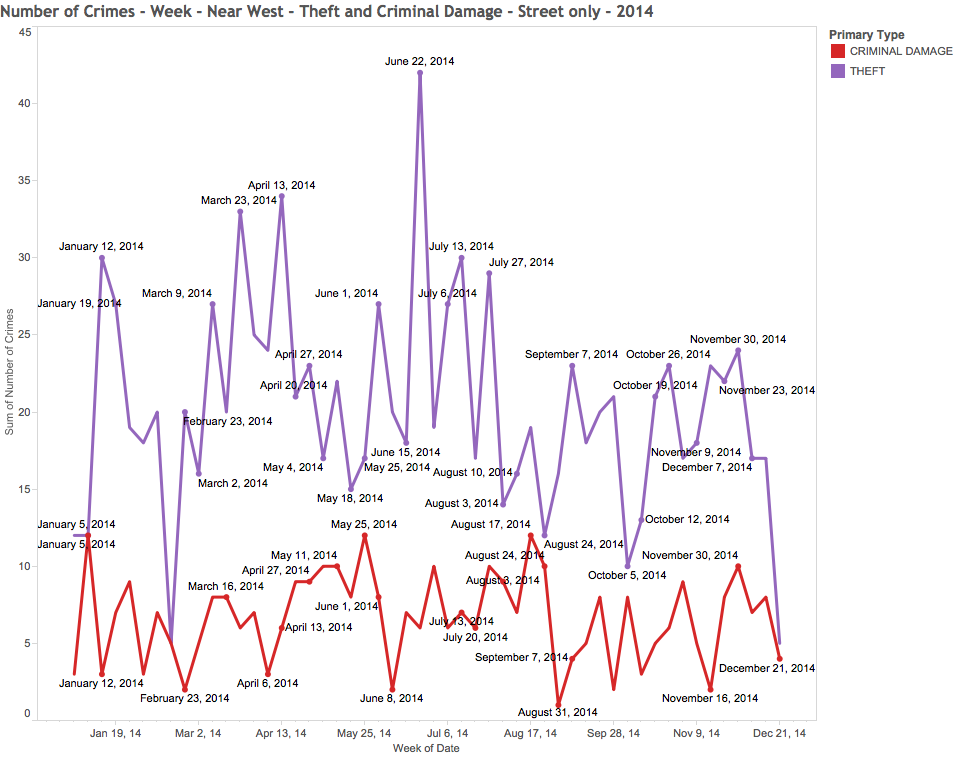 Number of Crimes - Week - Near West - Theft and Criminal Damage - Street only - 2014
Primary Type
CRIMINAL DAMAGE
THEFT
45
40
35
30
25
20
15
10
5
0
Sum of Number of Crimes
June 22, 2014
April 13, 2014
March 23, 2014
January 12, 2014
July 13, 2014
July 27, 2014
January 19, 2014
March 9, 2014
June 1, 2014
July 6, 2014
November 30, 2014
April 27, 2014
September 7, 2014
October 26, 2014
April 20, 2014
October 19, 2014
November 23, 2014
February 23, 2014
June 15, 2014
November 9, 2014
May 4, 2014
May 25, 2014
December 7, 2014
August 10, 2014
March 2, 2014
May 18, 2014
August 3, 2014
October 12, 2014
January 5, 2014
May 25, 2014
August 17, 2014
January 5, 2014
August 24, 2014
May 11, 2014
August 24, 2014
November 30, 2014
April 27, 2014
October 5, 2014
August 3, 2014
March 16, 2014
June 1, 2014
July 13, 2014
April 13, 2014
July 20, 2014
September 7, 2014
December 21, 2014
January 12, 2014
April 6, 2014
February 23, 2014
June 8, 2014
November 16, 2014
August 31, 2014
Jan 19, 14
Mar 2, 14
Apr 13, 14
May 25, 14
Jul 6, 14
Aug 17, 14
Sep 28, 14
Nov 9, 14
Dec 21, 14
Week of Date